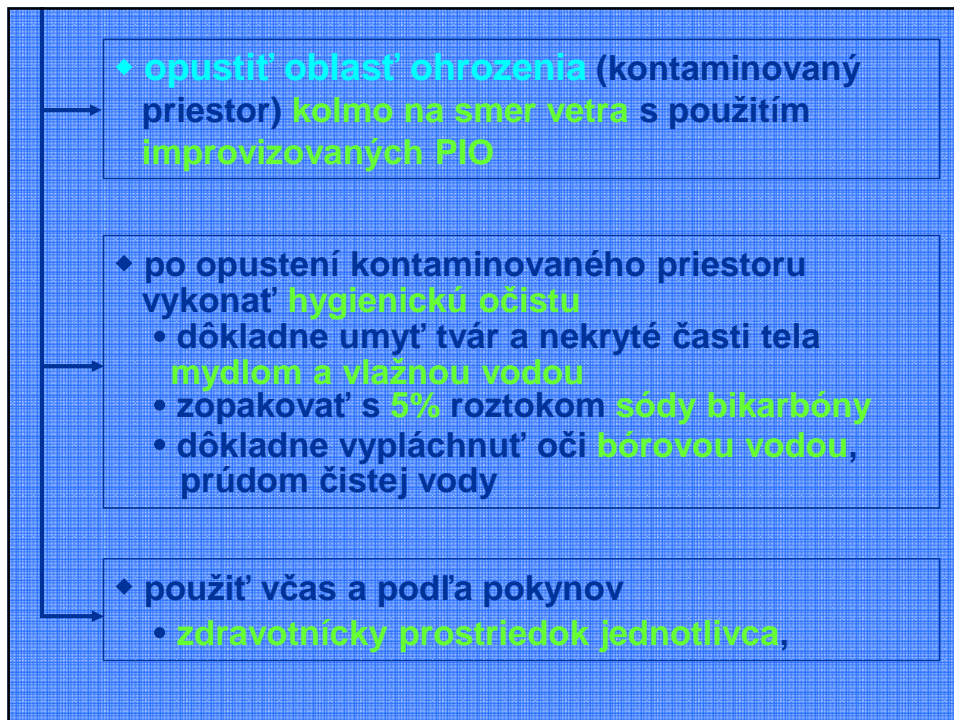 ◆ opustiť oblasť ohrozenia (kontaminovaný
priestor) kolmo na smer vetra s použitím
improvizovaných PIO
◆ po opustení kontaminovaného priestoru
vykonať hygienickú očistu
• dôkladne umyť tvár a nekryté časti tela
mydlom a vlažnou vodou
• zopakovať s 5% roztokom sódy bikarbóny
• dôkladne vypláchnuť oči bórovou vodou,
prúdom čistej vody
◆ použiť včas a podľa pokynov
• zdravotnícky prostriedok jednotlivca,